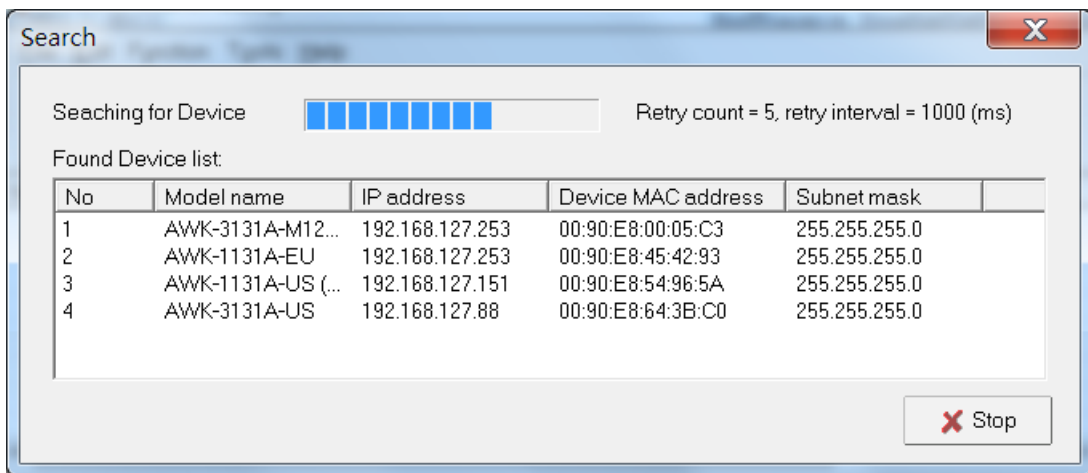 Search
Seaching for Device Retry count = 5, retry interval = 1000 (ms)
Found Device list:
No Model name IP address Device MAC address Subnet mask
1 AWK-3131A-M12... 192.168.127.253 00:90:E8:00:05:C3 255.255.255.0
2 AWK-1131A-EU 192.168.127.253 00:90:E8:45:42:93 255.255.255.0
3 AWK-1131A-US (... 192.168.127.151 00:90:E8:54:96:5A 255.255.255.0
4 AWK-3131A-US 192.168.127.88 00:90:E8:64:3B:C0 255.255.255.0
Stop